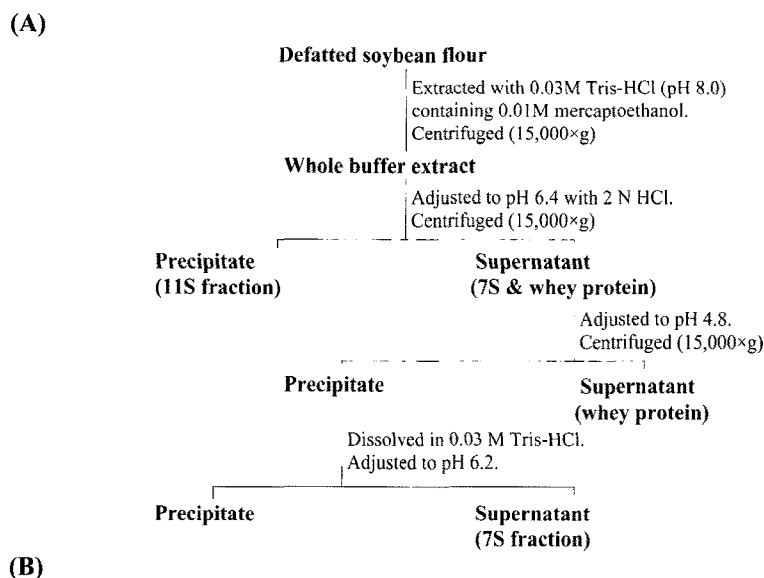 (A)
Defatted soybean flour
Extracted with 0.03M Tris-HCl (pH 8.0)
containing 0.01M mercaptoethanol.
Centrifuged (15,000×g)
Whole buffer extract
Adjusted to pH 6.4 with 2 N HCl.
Centrifuged (15,000×g)
Precipitate
(11S fraction)
Supernatant
(7S & whey protein)
Adjusted to pH 4.8.
Centrifuged (15,000×g)
Precipitate
Supernatant
(whey protein)
Dissolved in 0.03 M Tris-HCl.
Adjusted to pH 6.2.
Precipitate
Supernatant
(7S fraction)
(B)